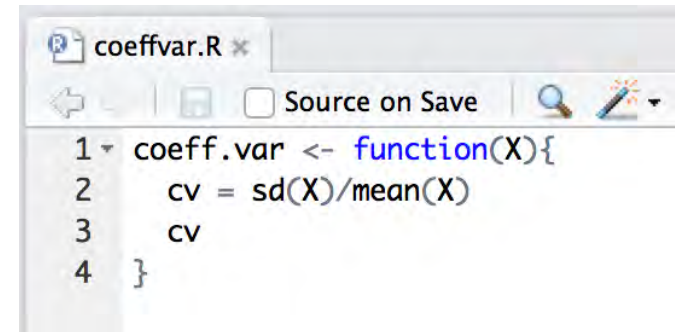 coeffvar.R
Source on Save
1 coeff.var <- function(X){
2 cv = sd(X)/mean(X)
3 cv
4 }